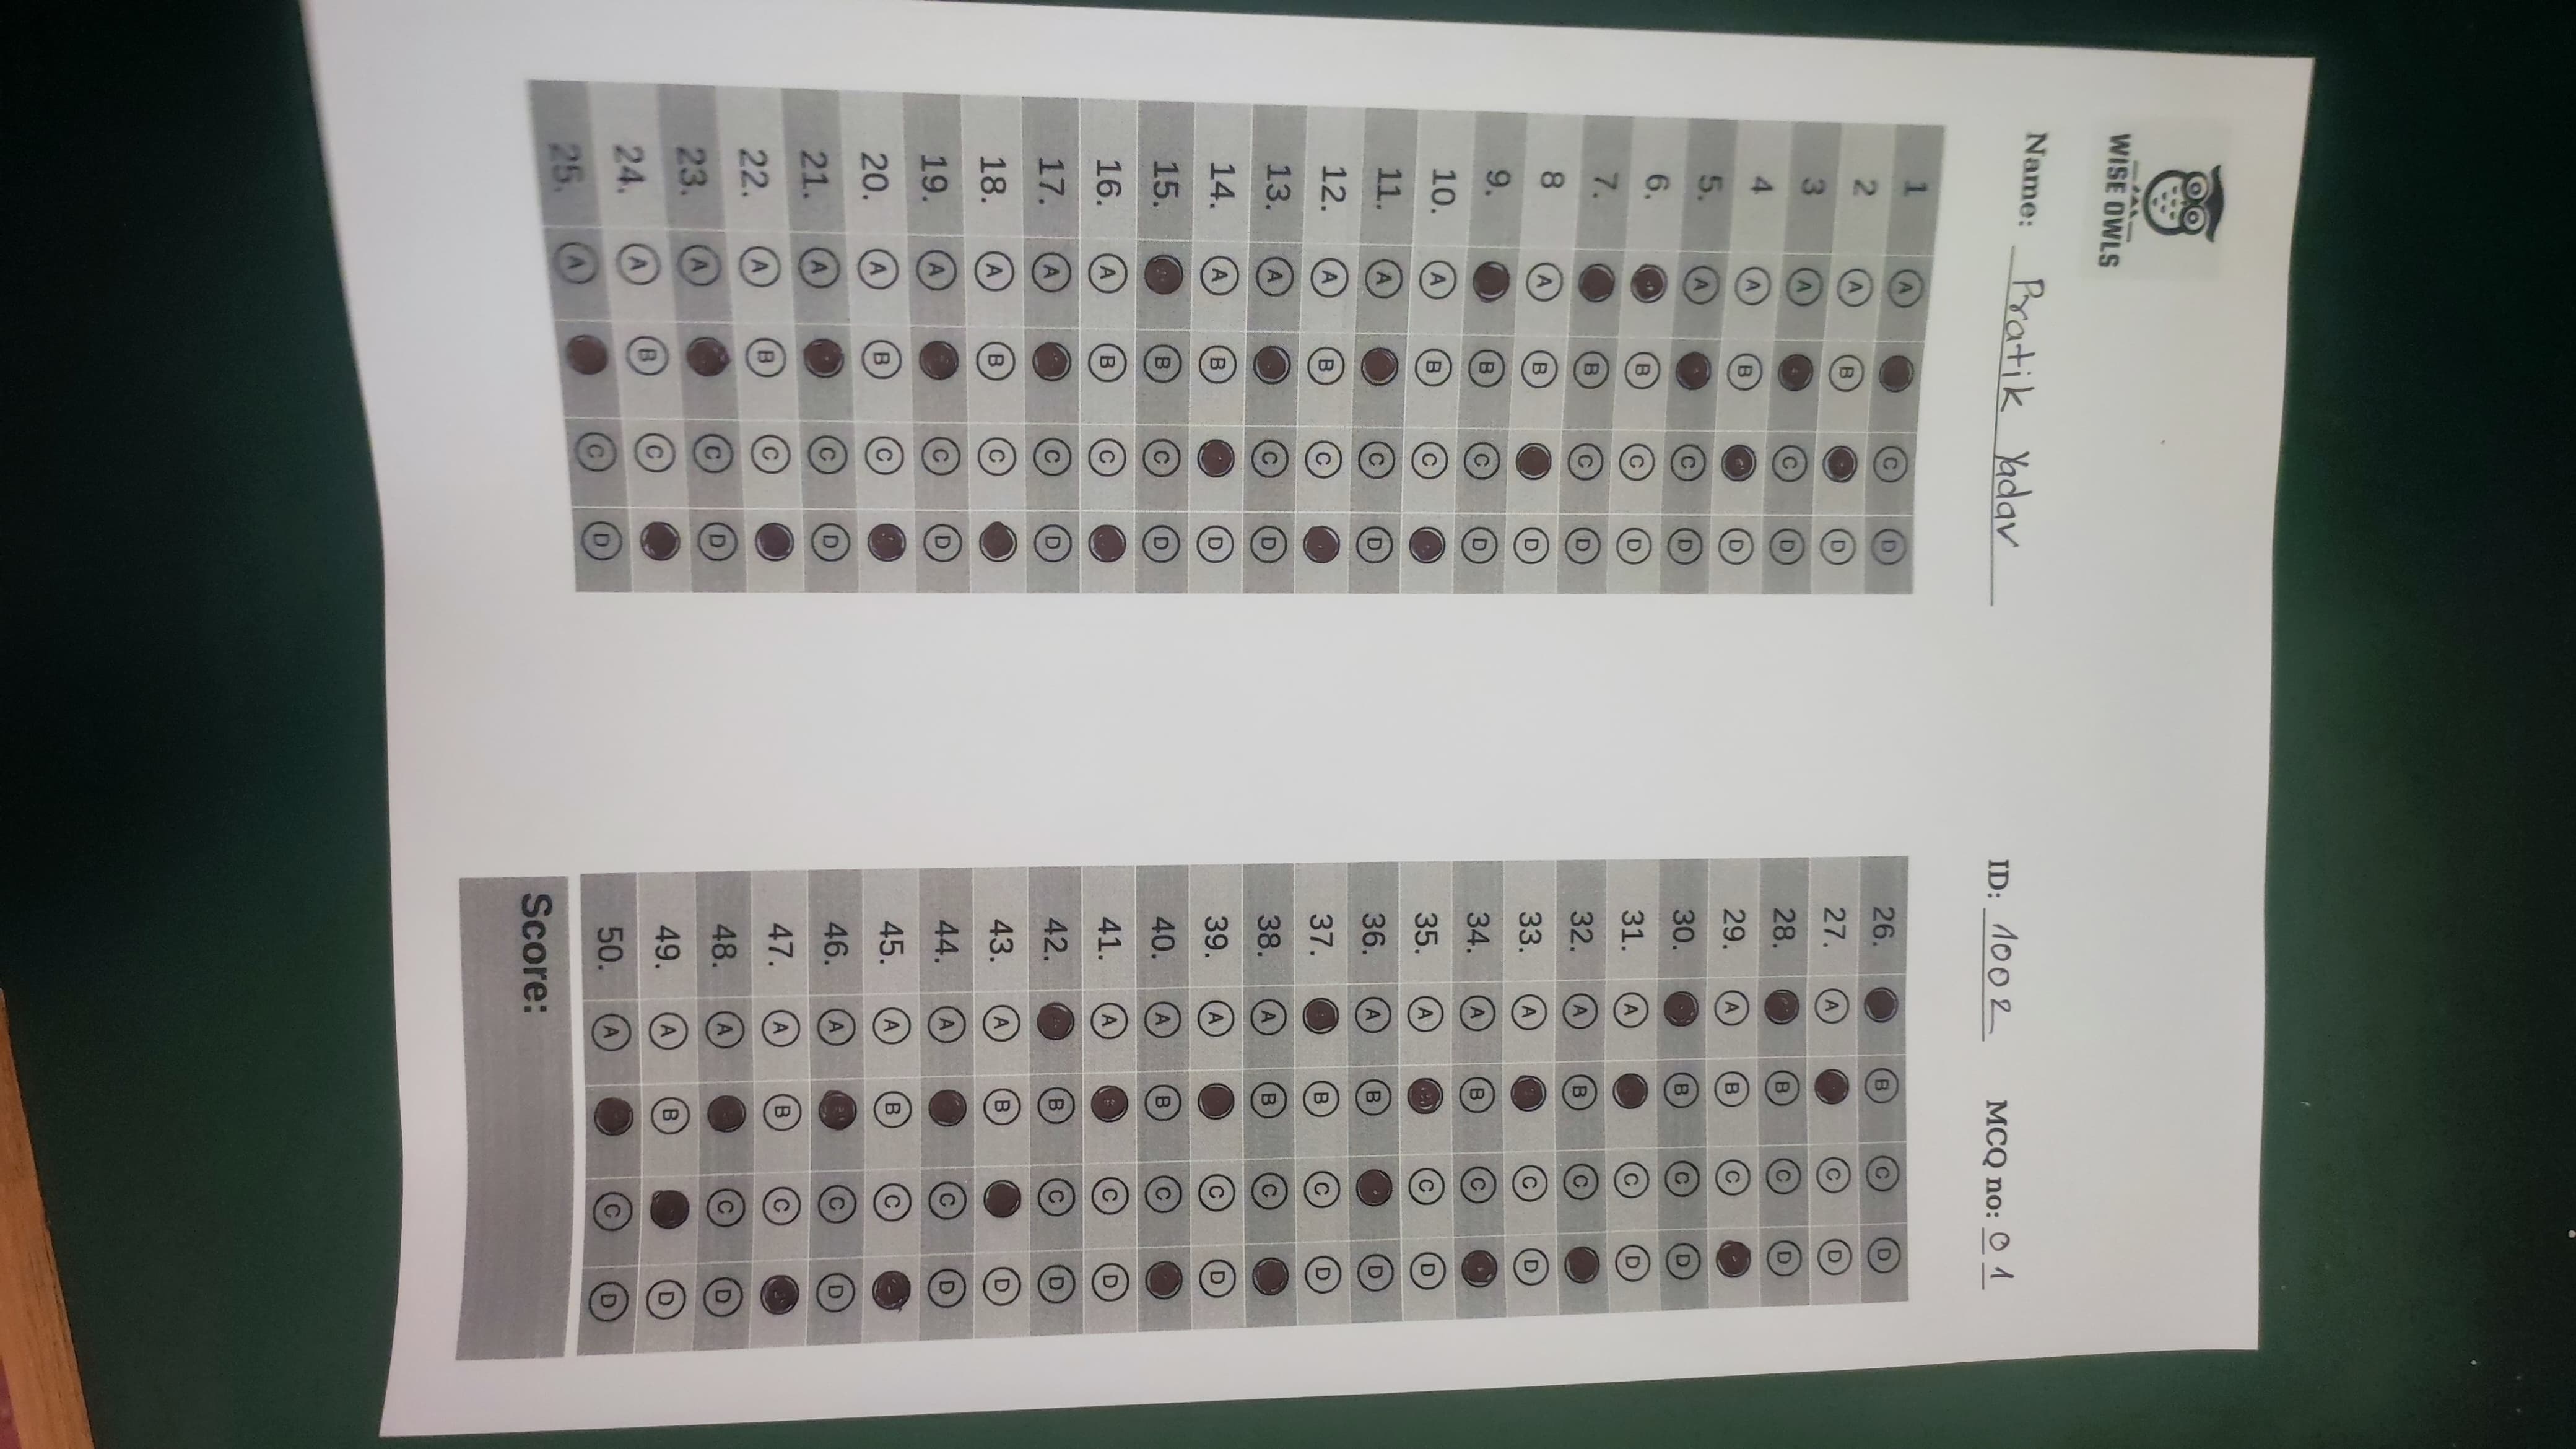 WISE OWLS
Name: Pratik Yadav
ID: 1002 MCQ no: 01
1 A C D
2 A B D
3 A C D
4 A B D
5. A C D
6. B C D
7. B C D
8 A B D
9. B C D
10. A B C
11. A C D
12. A B C
13. A C D
14. A B D
15. B C D
16. A B C
17. A C D
18. A B C
19. A C D
20. A B C
21. A C D
22. A B C
23. A C D
24. A B C
25. A C D
26. B C D
27. A C D
28. B C D
29. A B C
30. B C D
31. A C D
32. A B C
33. A C D
34. A B C
35. A C D
36. A B D
37. B C D
38. A B C
39. A C D
40. A B C
41. A C D
42. B C D
43. A B D
44. A C D
45. A B C
46. A C D
47. A B C
48. A C D
49. A B D
50. A C D
Score: